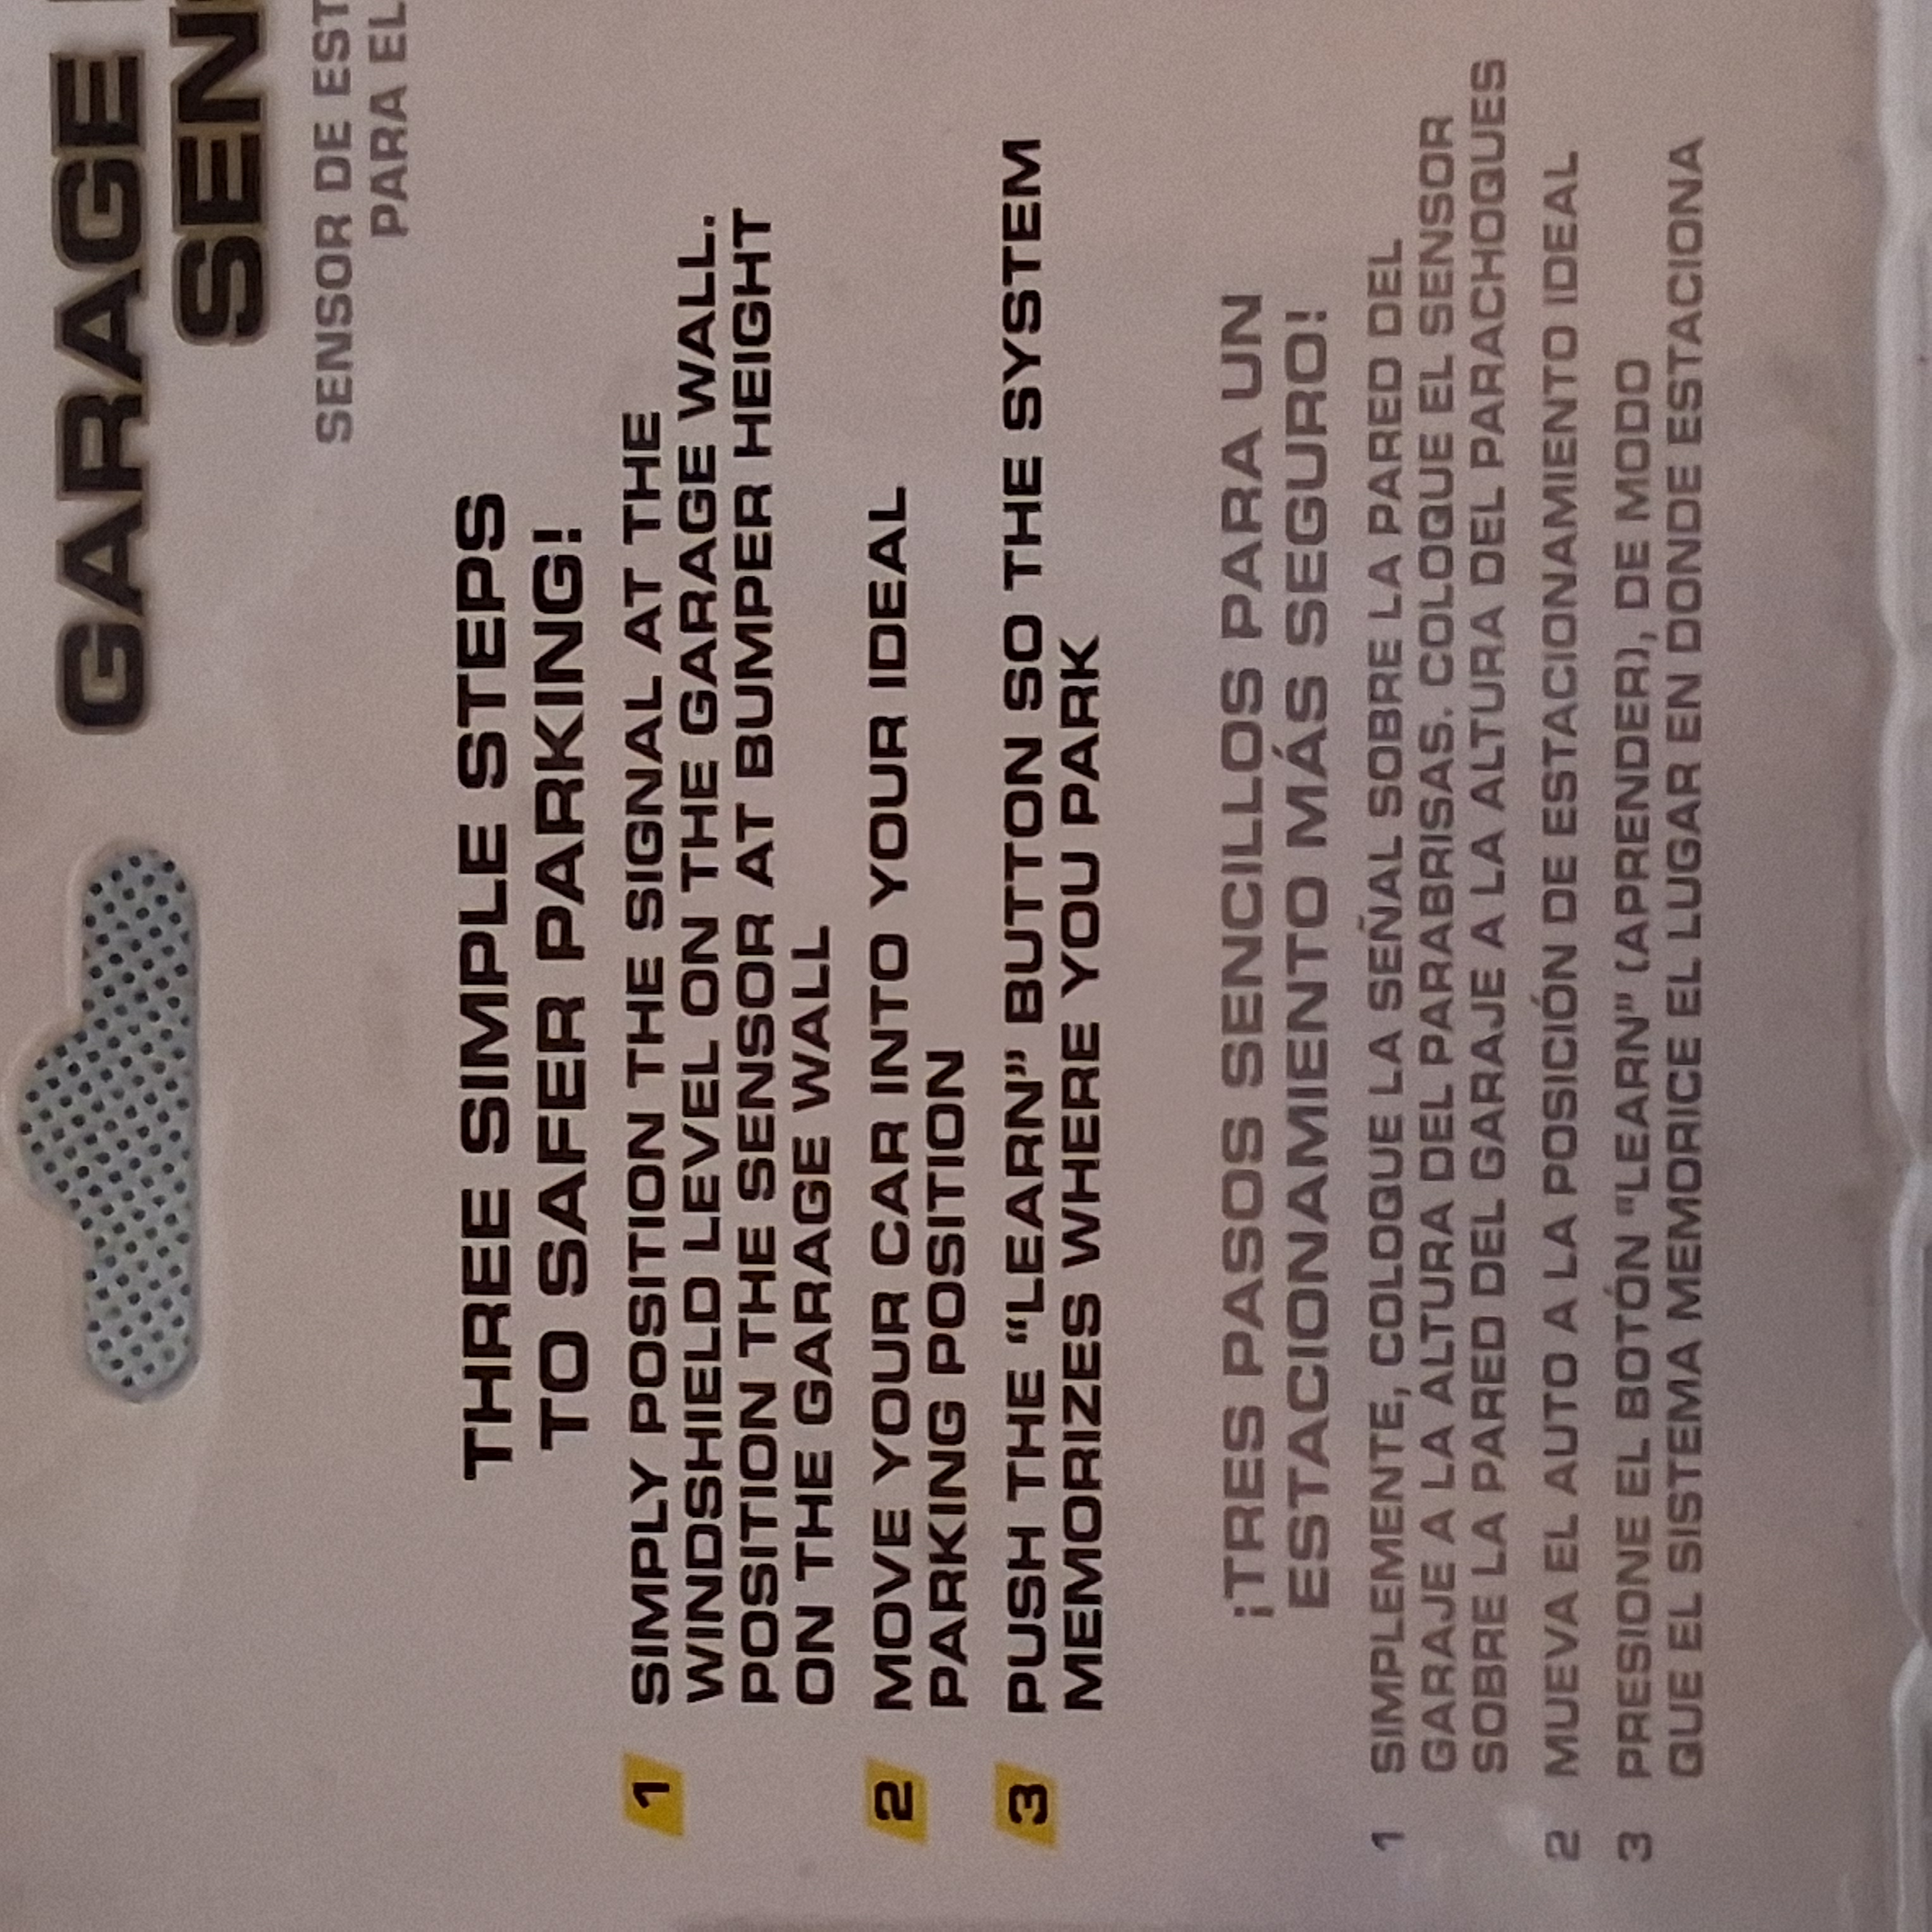 GARAGE
SENSOR DE EST
PARA EL
THREE SIMPLE STEPS
TO SAFER PARKING!
1 SIMPLY POSITION THE SIGNAL AT THE
WINDSHIELD LEVEL ON THE GARAGE WALL.
POSITION THE SENSOR AT BUMPER HEIGHT
ON THE GARAGE WALL
2 MOVE YOUR CAR INTO YOUR IDEAL
PARKING POSITION
3 PUSH THE “LEARN” BUTTON SO THE SYSTEM
MEMORIZES WHERE YOU PARK
¡TRES PASOS SENCILLOS PARA UN
ESTACIONAMIENTO MÁS SEGURO!
1 SIMPLEMENTE, COLOQUE LA SEÑAL SOBRE LA PARED DEL
GARAJE A LA ALTURA DEL PARABRISAS. COLOQUE EL SENSOR
SOBRE LA PARED DEL GARAJE A LA ALTURA DEL PARACHOQUES
2 MUEVA EL AUTO A LA POSICIÓN DE ESTACIONAMIENTO IDEAL
3 PRESIONE EL BOTÓN “LEARN” (APRENDER), DE MODO
QUE EL SISTEMA MEMORICE EL LUGAR EN DONDE ESTACIONA